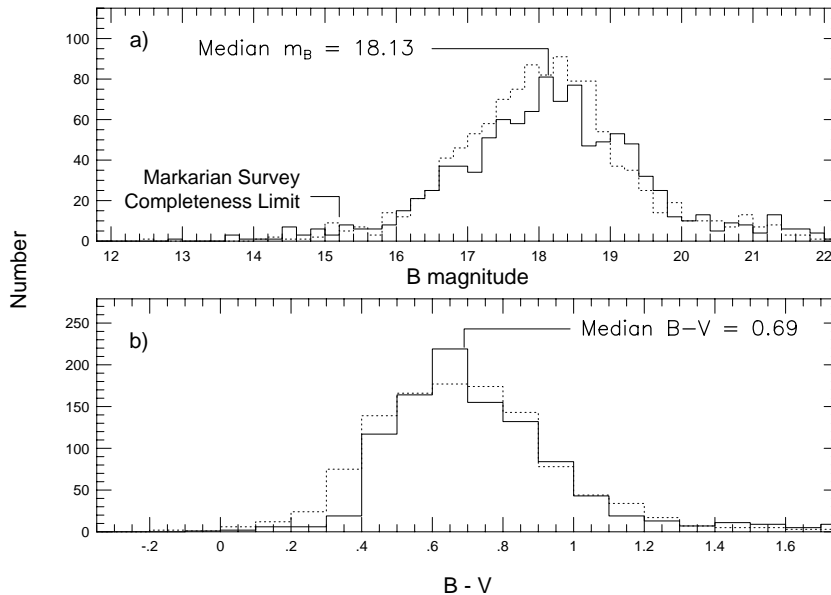 a)
Median m_B = 18.13
Markarian Survey
Completeness Limit
100
80
60
40
20
0
12 13 14 15 16 17 18 19 20 21 22
B magnitude
Number
b)
Median B-V = 0.69
250
200
150
100
50
0
-.2 0 .2 .4 .6 .8 1 1.2 1.4 1.6
B - V